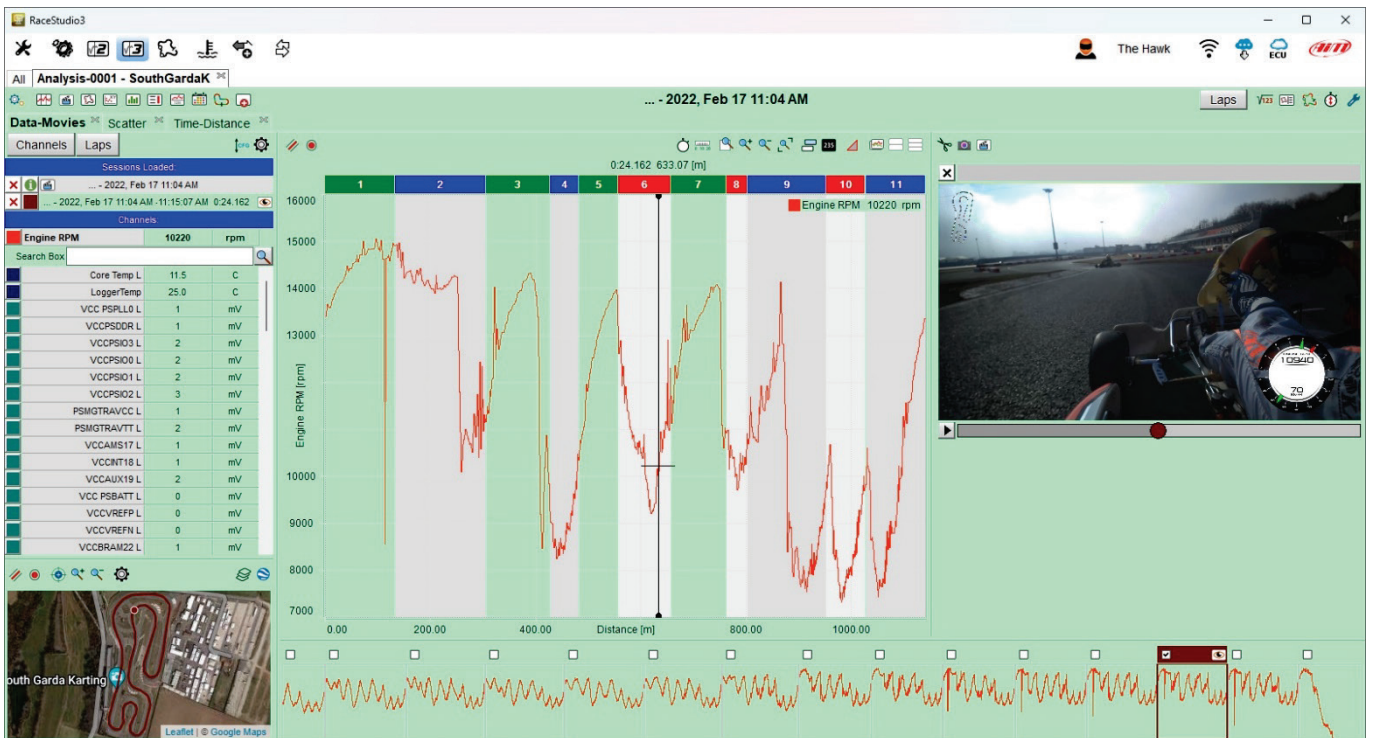 RaceStudio3
The Hawk
ECU
AiM
All Analysis-0001 - SouthGardaK
... - 2022, Feb 17 11:04 AM
Laps
Data-Movies Scatter Time-Distance
Channels Laps
Sessions Loaded:
... - 2022, Feb 17 11:04 AM
... - 2022, Feb 17 11:04 AM -11:15:07 AM 0:24.162
Channels
Engine RPM 10220 rpm
Search Box
Core Temp L 11.5 C
LoggerTemp 25.0 C
VCC PSPLL0 L 1 mV
VCCPSDDR L 1 mV
VCCPSIO3 L 2 mV
VCCPSIO0 L 2 mV
VCCPSIO1 L 2 mV
VCCPSIO2 L 3 mV
PSMGTRAVCC L 1 mV
PSMGTRAVTT L 2 mV
VCCAMS17 L 1 mV
VCCINT18 L 1 mV
VCCAUX19 L 2 mV
VCC PSBATT L 0 mV
VCCVREFP L 0 mV
VCCVREFN L 0 mV
VCCBRAM22 L 1 mV
outh Garda Karting
Leaflet | © Google Maps
0:24.162 633.07 [m]
1 2 3 4 5 6 7 8 9 10 11
Engine RPM 10220 rpm
16000
15000
14000
13000
10000
9000
8000
7000
Engine RPM [rpm]
0.00 200.00 400.00 Distance [m] 800.00 1000.00
10940
70